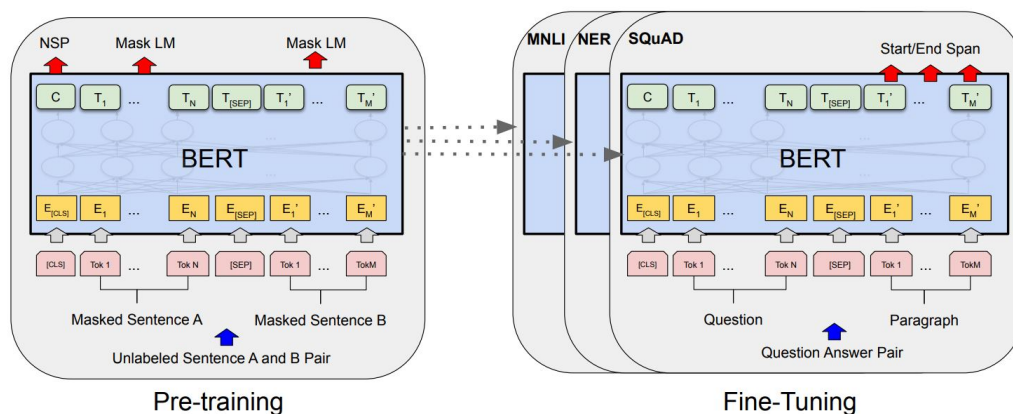 NSP Mask LM Mask LM
C T1 ... TN T[SEP] T1' ... TM'
BERT
E[CLS] E1 ... EN E[SEP] E1' ... EM'
[CLS] Tok 1 ... Tok N [SEP] Tok 1 ... TokM
Masked Sentence A Masked Sentence B
Unlabeled Sentence A and B Pair
Pre-training
MNLI NER SQuAD
Start/End Span
C T1 ... TN T[SEP] T1' ... TM'
BERT
E[CLS] E1 ... EN E[SEP] E1' ... EM'
[CLS] Tok 1 ... Tok N [SEP] Tok 1 ... TokM
Question Paragraph
Question Answer Pair
Fine-Tuning